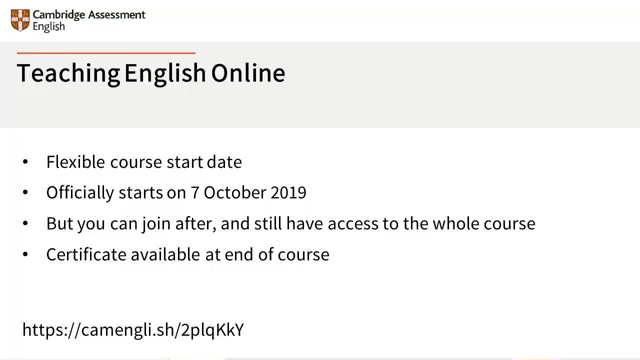 Cambridge Assessment
English
Teaching English Online
• Flexible course start date
• Officially starts on 7 October 2019
• But you can join after, and still have access to the whole course
• Certificate available at end of course
https://camengli.sh/2plqKkY